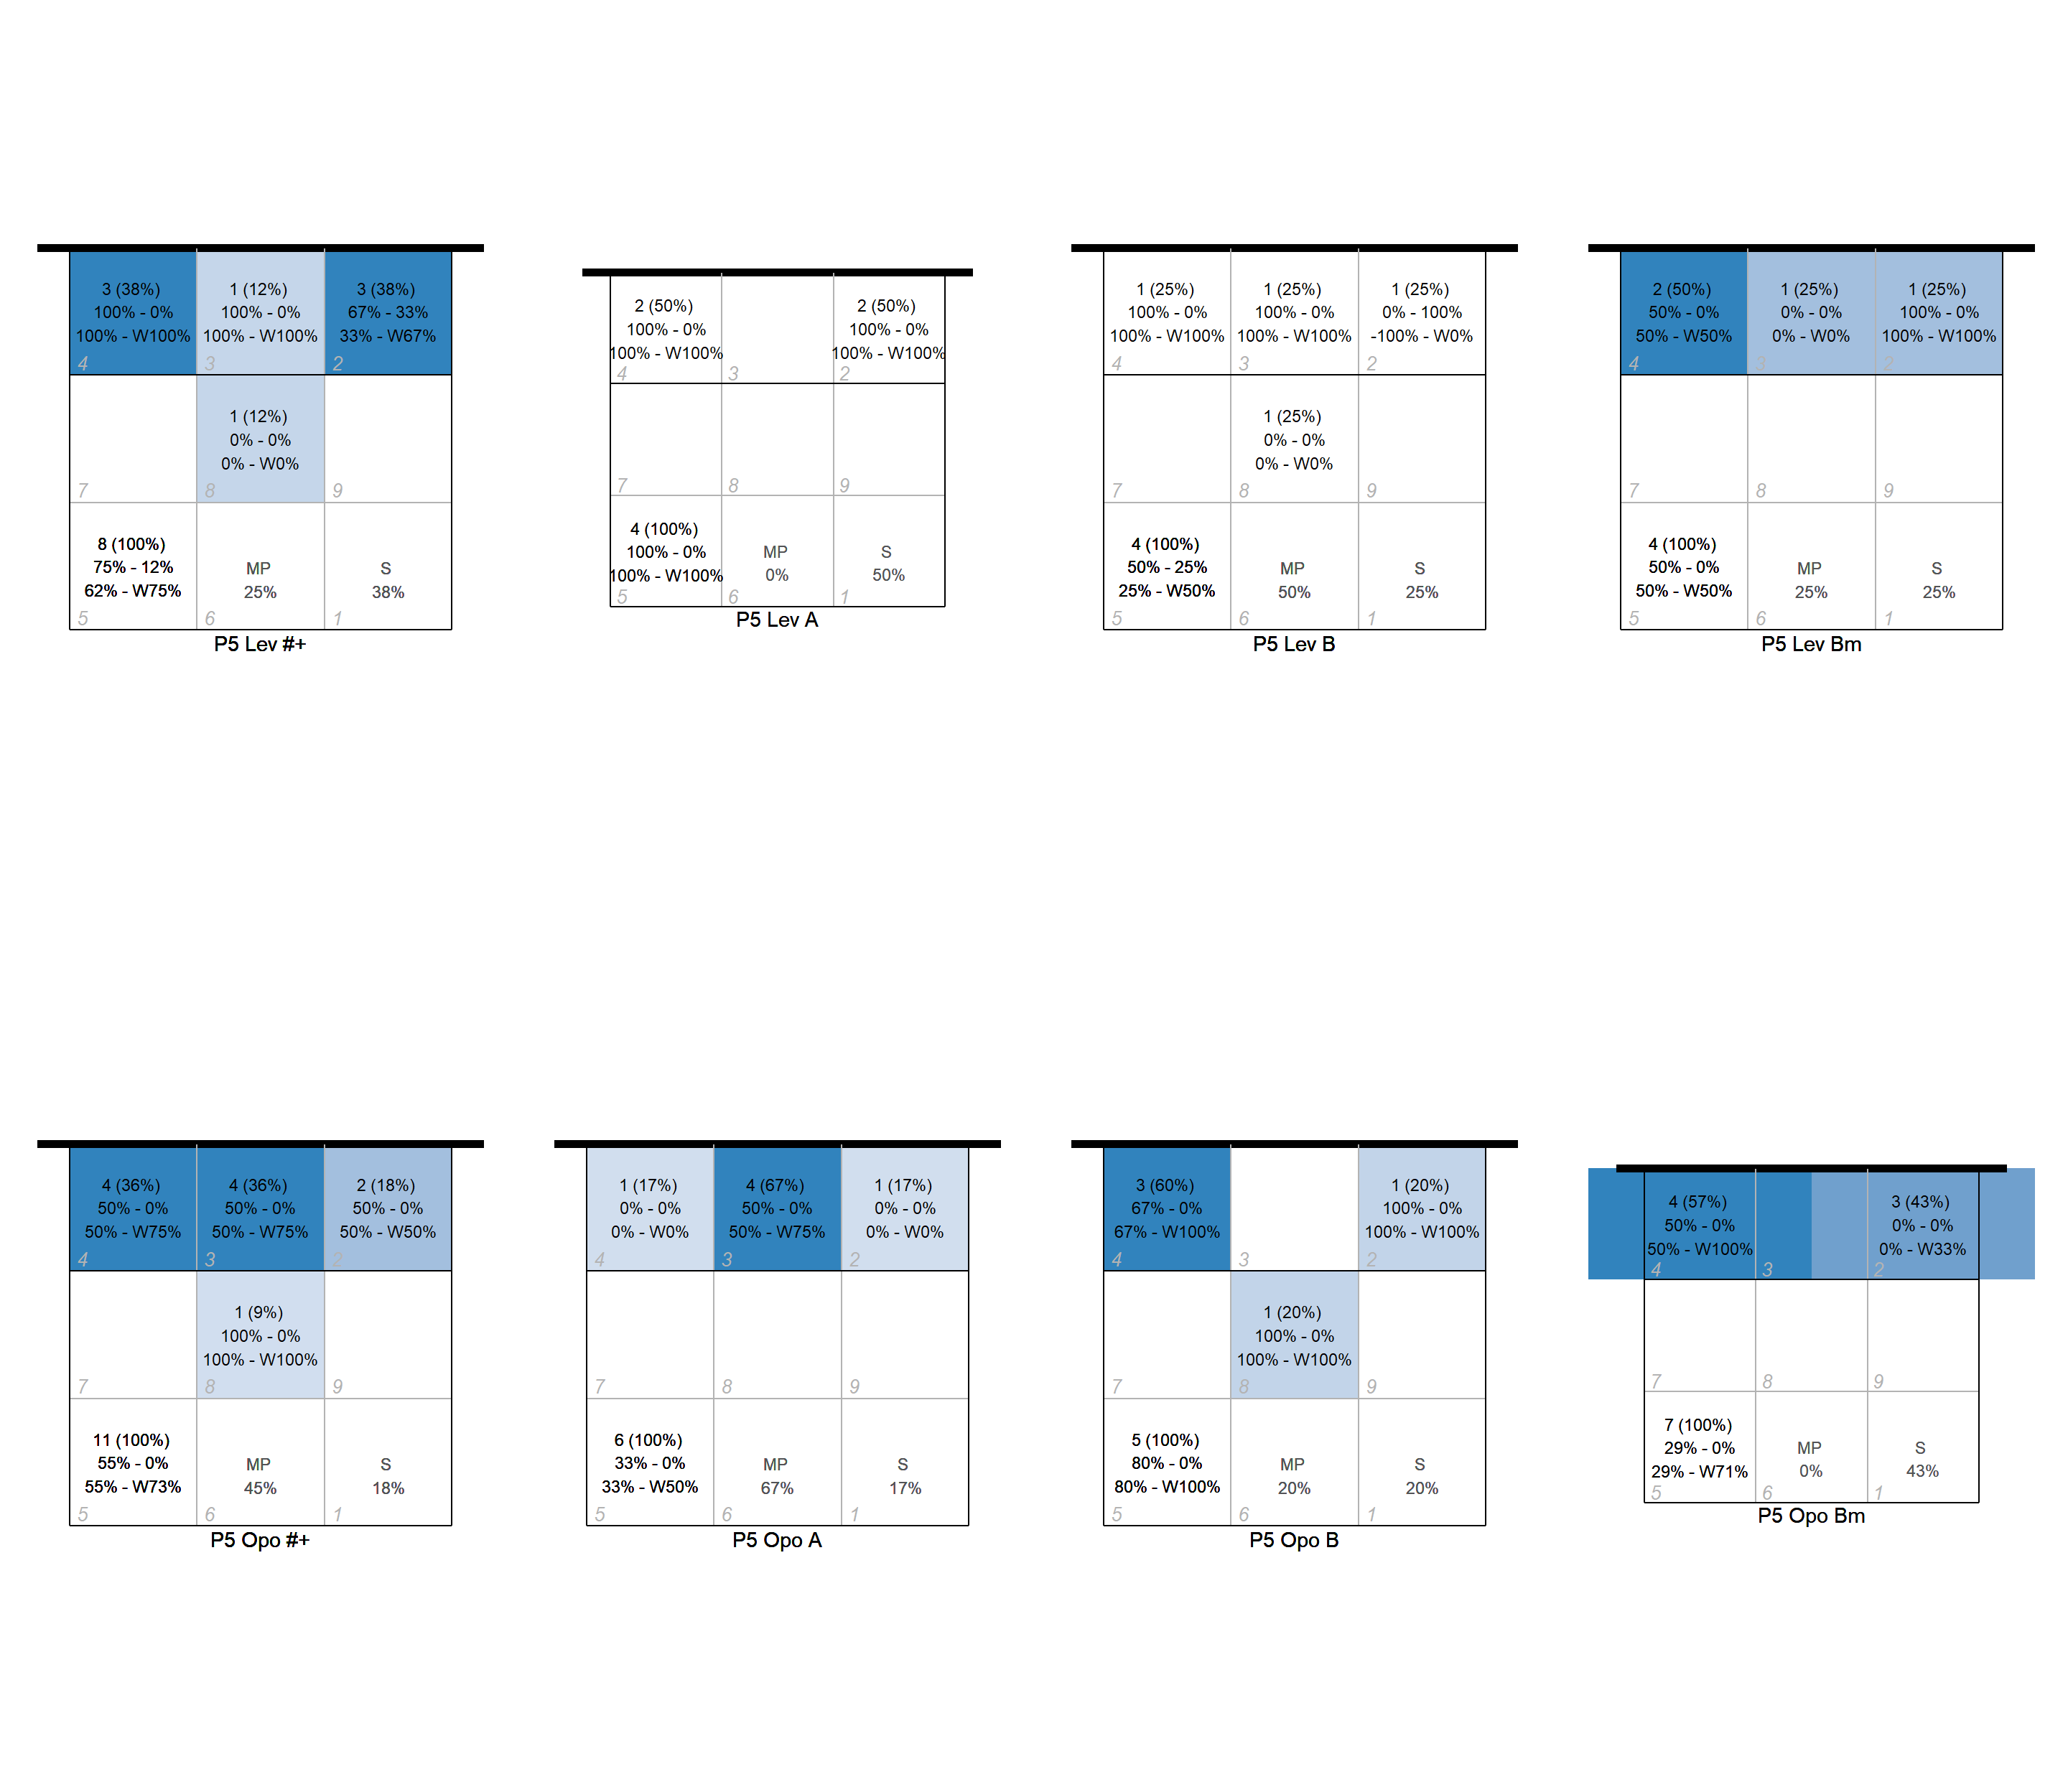 3 (38%)
100% - 0%
100% - W100%
4
1 (12%)
100% - 0%
100% - W100%
3
3 (38%)
67% - 33%
33% - W67%
2
7
1 (12%)
0% - 0%
0% - W0%
8
9
8 (100%)
75% - 12%
62% - W75%
5
MP
25%
6
S
38%
1
P5 Lev #+
2 (50%)
100% - 0%
100% - W100%
4
3
2 (50%)
100% - 0%
100% - W100%
2
7
8
9
4 (100%)
100% - 0%
100% - W100%
5
MP
0%
6
S
50%
1
P5 Lev A
1 (25%)
100% - 0%
100% - W100%
4
1 (25%)
100% - 0%
100% - W100%
3
1 (25%)
0% - 100%
-100% - W0%
2
7
1 (25%)
0% - 0%
0% - W0%
8
9
4 (100%)
50% - 25%
25% - W50%
5
MP
50%
6
S
25%
1
P5 Lev B
2 (50%)
50% - 0%
50% - W50%
4
1 (25%)
0% - 0%
0% - W0%
3
1 (25%)
100% - 0%
100% - W100%
2
7
8
9
4 (100%)
50% - 0%
50% - W50%
5
MP
25%
6
S
25%
1
P5 Lev Bm
4 (36%)
50% - 0%
50% - W75%
4
4 (36%)
50% - 0%
50% - W75%
3
2 (18%)
50% - 0%
50% - W50%
2
7
1 (9%)
100% - 0%
100% - W100%
8
9
11 (100%)
55% - 0%
55% - W73%
5
MP
45%
6
S
18%
1
P5 Opo #+
1 (17%)
0% - 0%
0% - W0%
4
4 (67%)
50% - 0%
50% - W75%
3
1 (17%)
0% - 0%
0% - W0%
2
7
8
9
6 (100%)
33% - 0%
33% - W50%
5
MP
67%
6
S
17%
1
P5 Opo A
3 (60%)
67% - 0%
67% - W100%
4
3
1 (20%)
100% - 0%
100% - W100%
2
7
1 (20%)
100% - 0%
100% - W100%
8
9
5 (100%)
80% - 0%
80% - W100%
5
MP
20%
6
S
20%
1
P5 Opo B
4 (57%)
50% - 0%
50% - W100%
4
3
3 (43%)
0% - 0%
0% - W33%
2
7
8
9
7 (100%)
29% - 0%
29% - W71%
5
MP
0%
6
S
43%
1
P5 Opo Bm